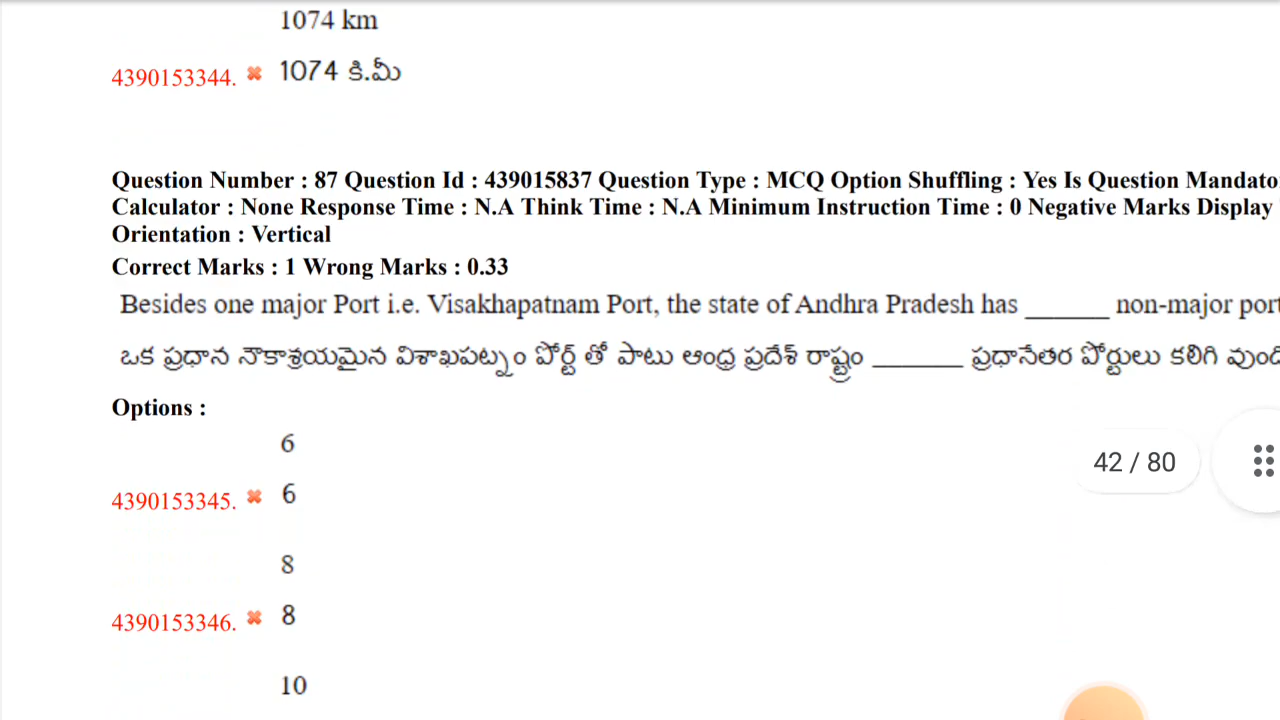 1074 km
4390153344. ✖ 1074 కి.మీ
Question Number : 87 Question Id : 439015837 Question Type : MCQ Option Shuffling : Yes Is Question Mandato
Calculator : None Response Time : N.A Think Time : N.A Minimum Instruction Time : 0 Negative Marks Display
Orientation : Vertical
Correct Marks : 1 Wrong Marks : 0.33
Besides one major Port i.e. Visakhapatnam Port, the state of Andhra Pradesh has ______ non-major port
ఒక ప్రధాన నౌకాశ్రయమైన విశాఖపట్నం పోర్ట్ తో పాటు ఆంధ్ర ప్రదేశ్ రాష్ట్రం ______ ప్రధానేతర పోర్టులు కలిగి వుంది
Options :
6
4390153345. ✖ 6
42 / 80
8
4390153346. ✖ 8
10